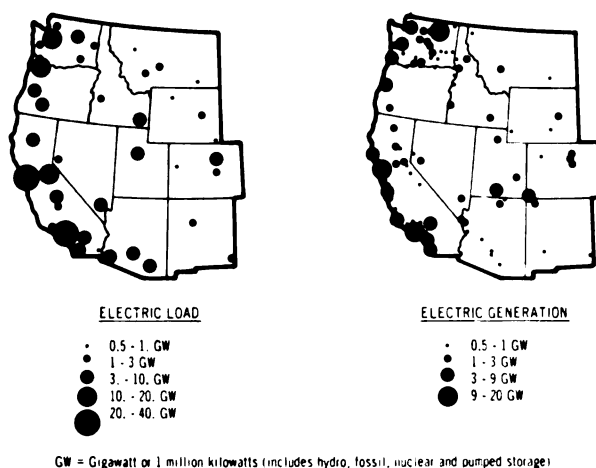 ELECTRIC LOAD
0.5 - 1. GW
1 - 3 GW
3. - 10. GW
10. - 20. GW
20. - 40. GW
ELECTRIC GENERATION
0.5 - 1 GW
1 - 3 GW
3 - 9 GW
9 - 20 GW
GW = Gigawatt or 1 million kilowatts (includes hydro, fossil, nuclear and pumped storage)